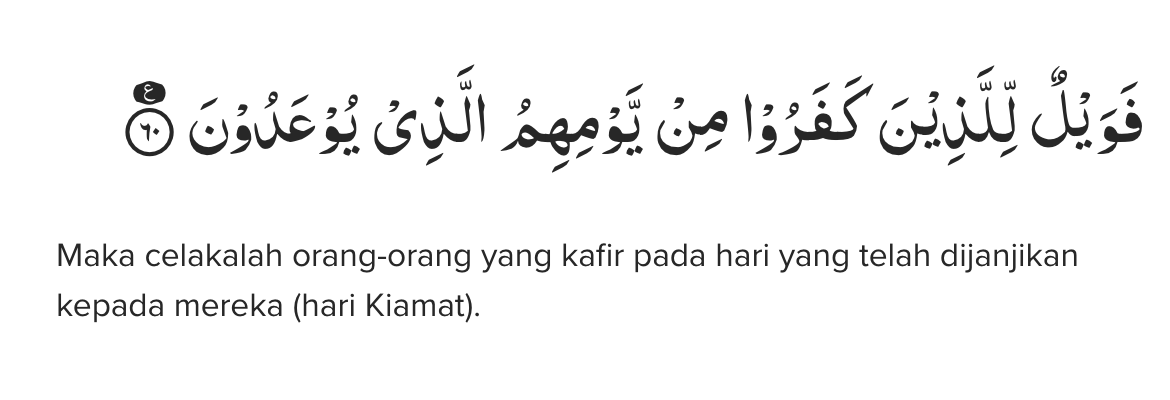 فَوَيْلٌ لِّلَّذِيْنَ كَفَرُوْا مِنْ يَّوْمِهِمُ الَّذِيْ يُوْعَدُوْنَ ࣖ ٦٠
Maka celakalah orang-orang yang kafir pada hari yang telah dijanjikan
kepada mereka (hari Kiamat).